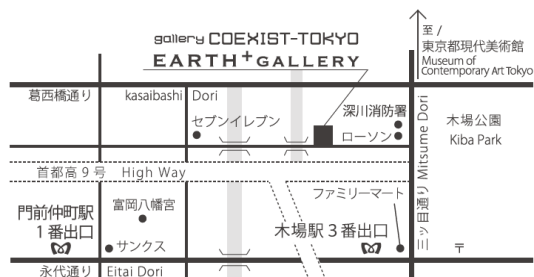 至 /
東京都現代美術館
Museum of
Contemporary Art Tokyo
gallery COEXIST-TOKYO
EARTH+GALLERY
葛西橋通り kasaibashi Dori
セブンイレブン
深川消防署
ローソン
三ッ目通り Mitsume Dori
木場公園
Kiba Park
首都高9号 High Way
ファミリーマート
門前仲町駅
1番出口
富岡八幡宮
サンクス
木場駅3番出口
〒
永代通り Eitai Dori